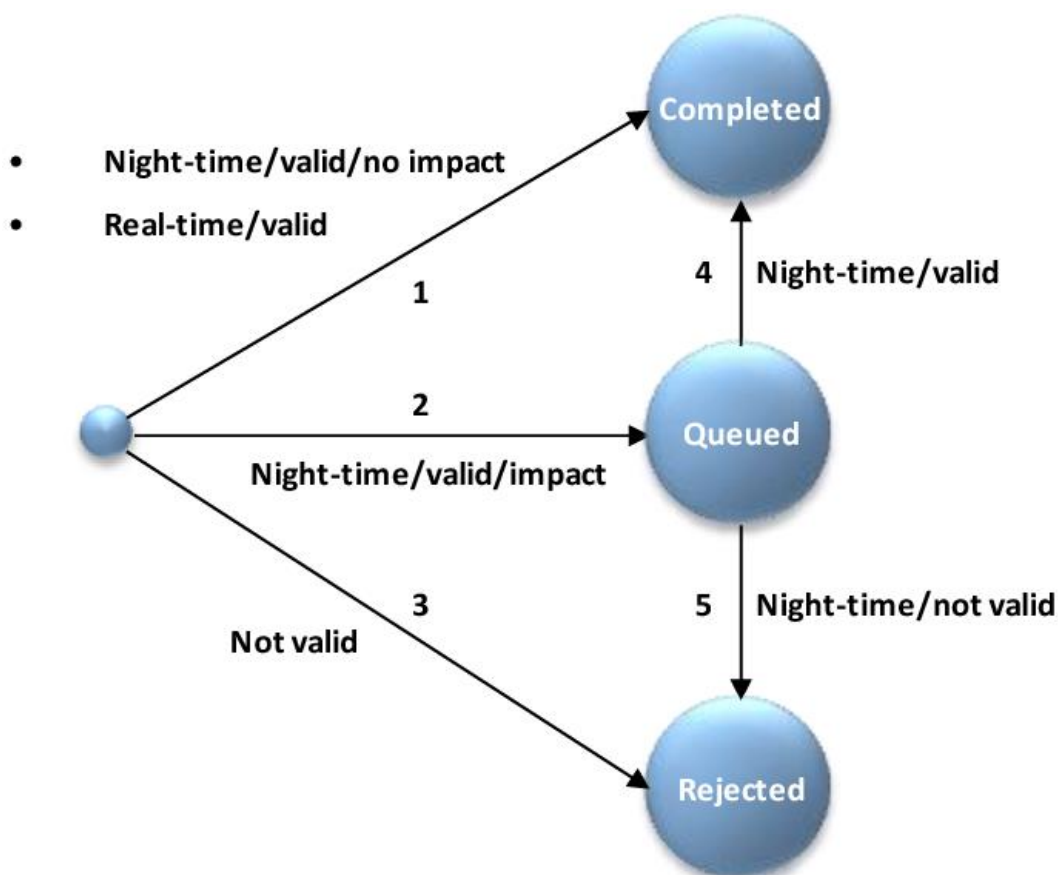 Completed
• Night-time/valid/no impact
• Real-time/valid
4 Night-time/valid
1
2
Queued
Night-time/valid/impact
3
5 Night-time/not valid
Not valid
Rejected